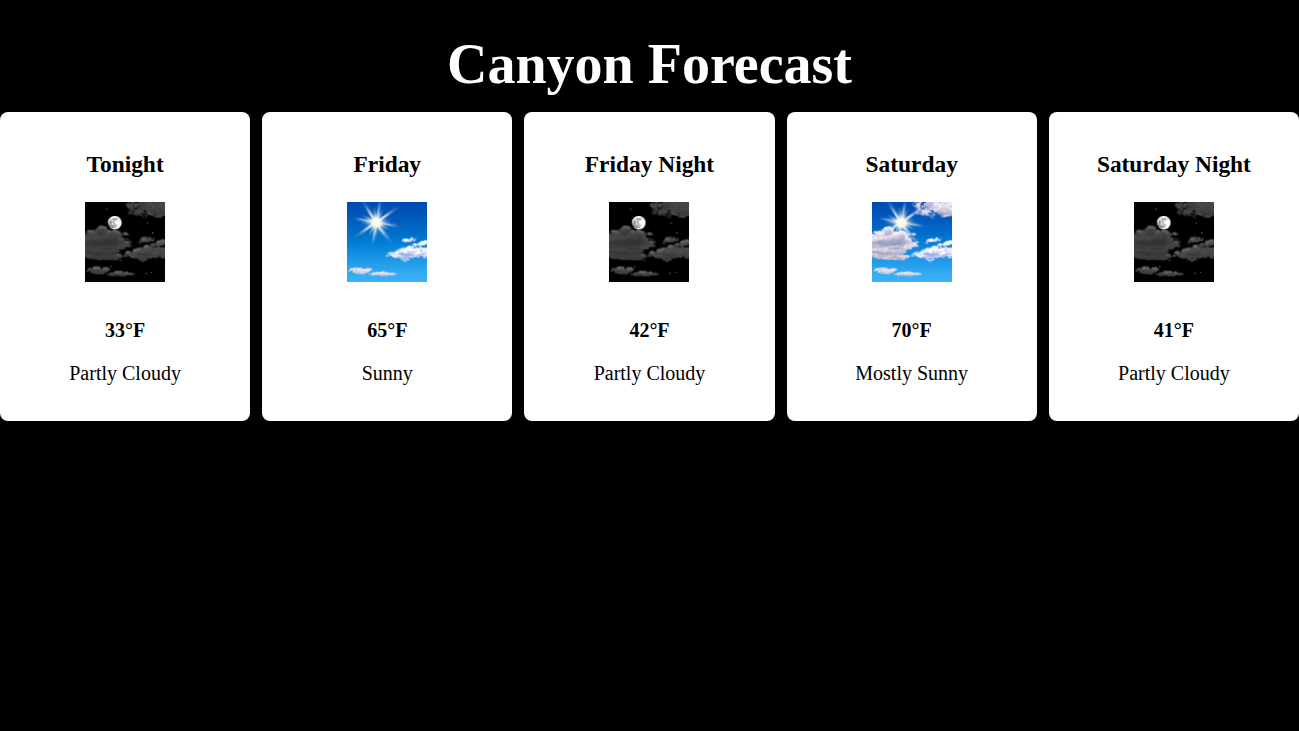 Canyon Forecast
Tonight
33°F
Partly Cloudy
Friday
65°F
Sunny
Friday Night
42°F
Partly Cloudy
Saturday
70°F
Mostly Sunny
Saturday Night
41°F
Partly Cloudy